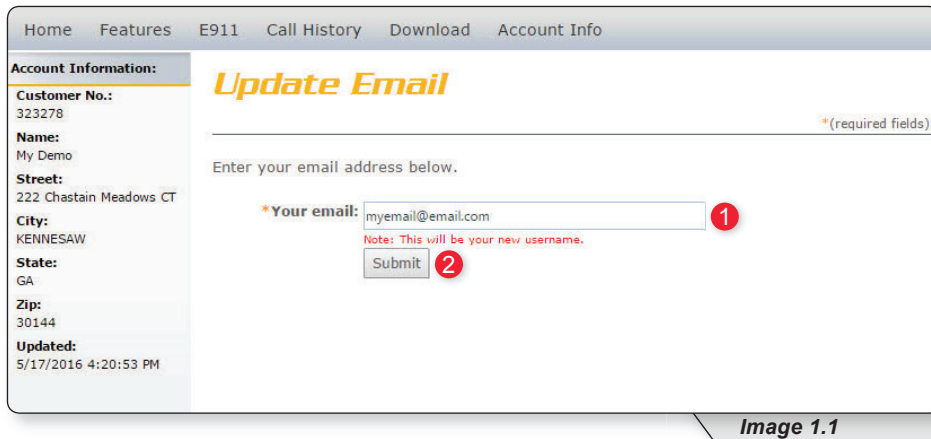 Home Features E911 Call History Download Account Info
Account Information:
Customer No.:
323278
Name:
My Demo
Street:
222 Chastain Meadows CT
City:
KENNESAW
State:
GA
Zip:
30144
Updated:
5/17/2016 4:20:53 PM
Update Email
*(required fields)
Enter your email address below.
*Your email: myemail@email.com 1
Note: This will be your new username.
Submit 2
Image 1.1